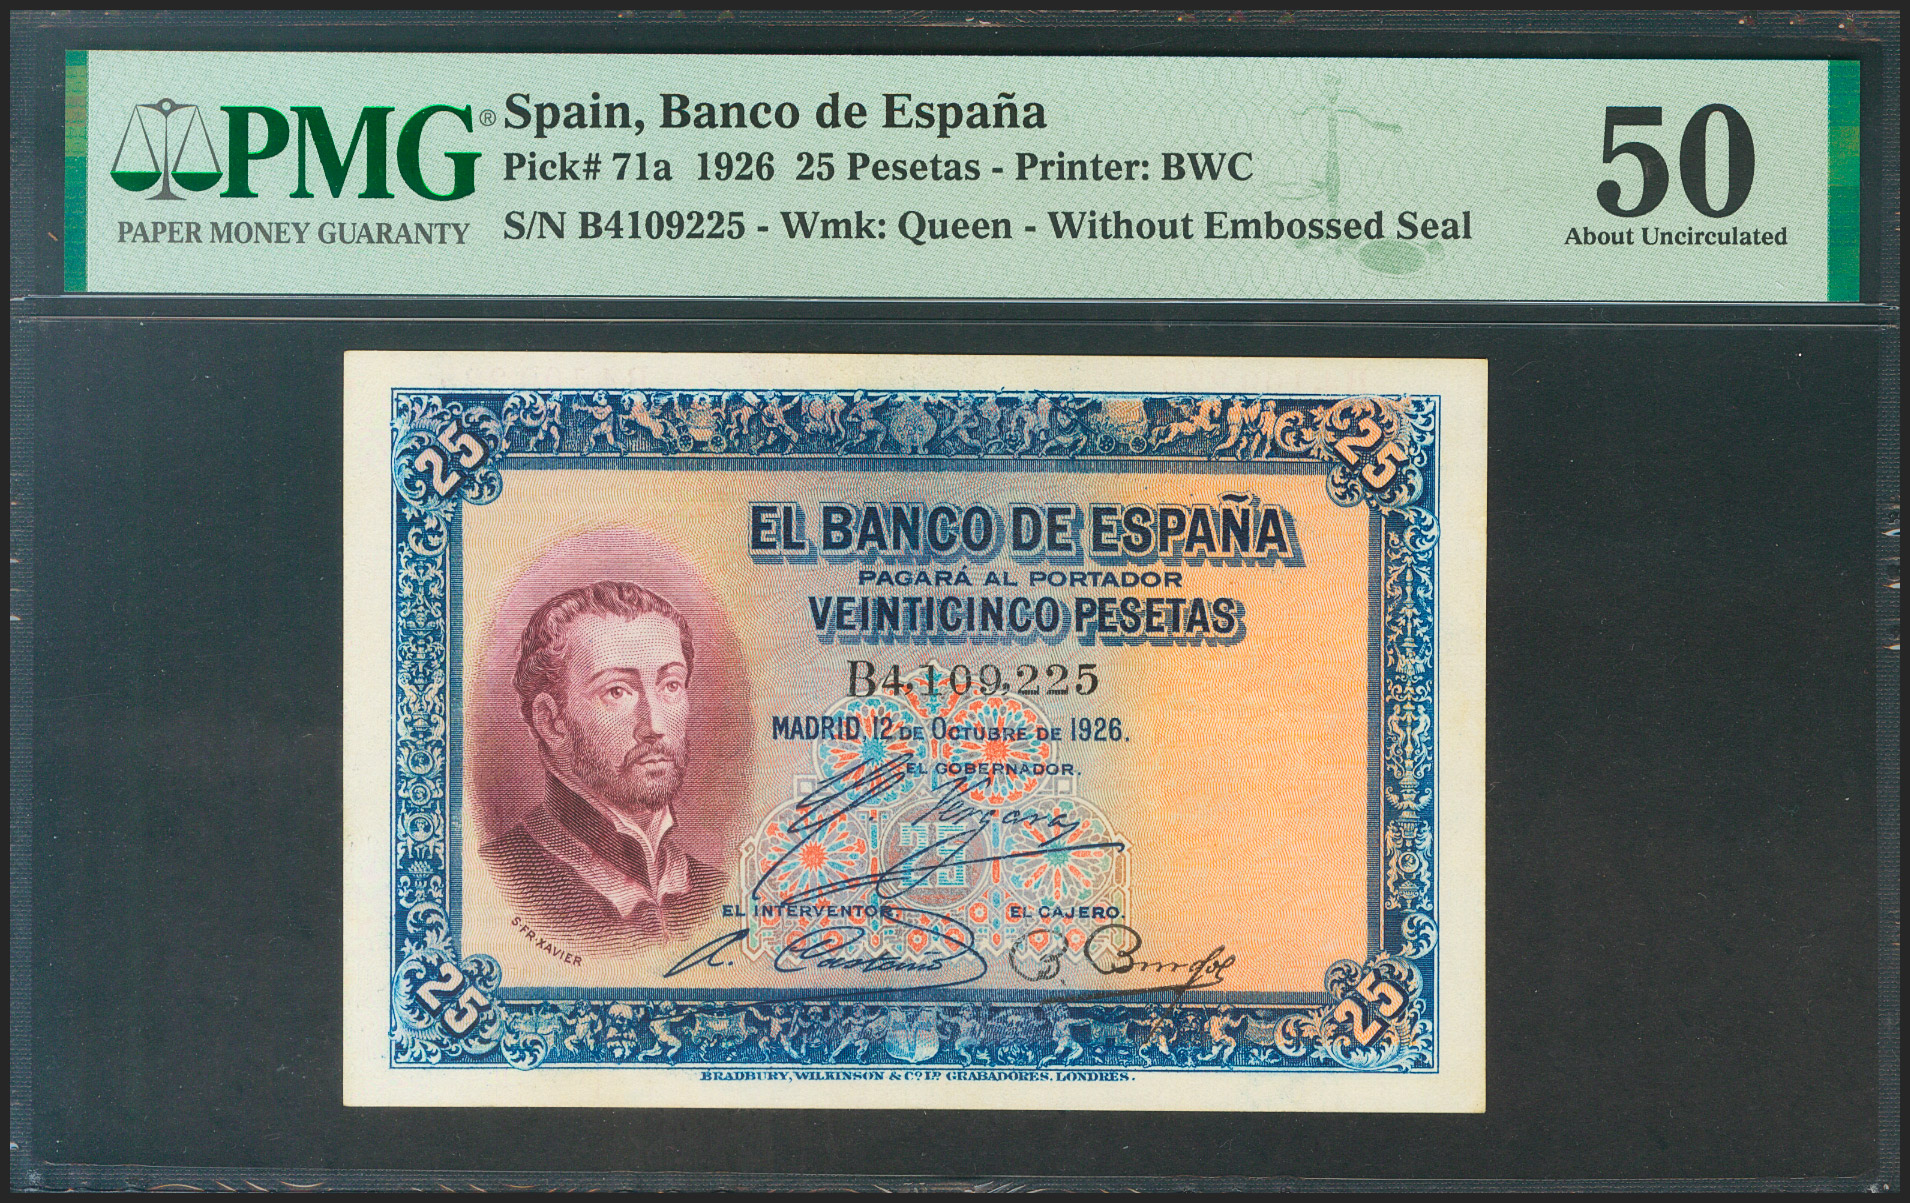 PMG®
PAPER MONEY GUARANTY
Spain, Banco de España
Pick# 71a 1926 25 Pesetas - Printer: BWC
S/N B4109225 - Wmk: Queen - Without Embossed Seal
50
About Uncirculated
25
25
EL BANCO DE ESPAÑA
PAGARÁ AL PORTADOR
VEINTICINCO PESETAS
B4,109,225
MADRID, 12 DE OCTUBRE DE 1926.
EL GOBERNADOR.
25
EL INTERVENTOR.
EL CAJERO.
S. FR. XAVIER
25
25
BRADBURY, WILKINSON & Cº Lᴰ GRABADORES, LONDRES.